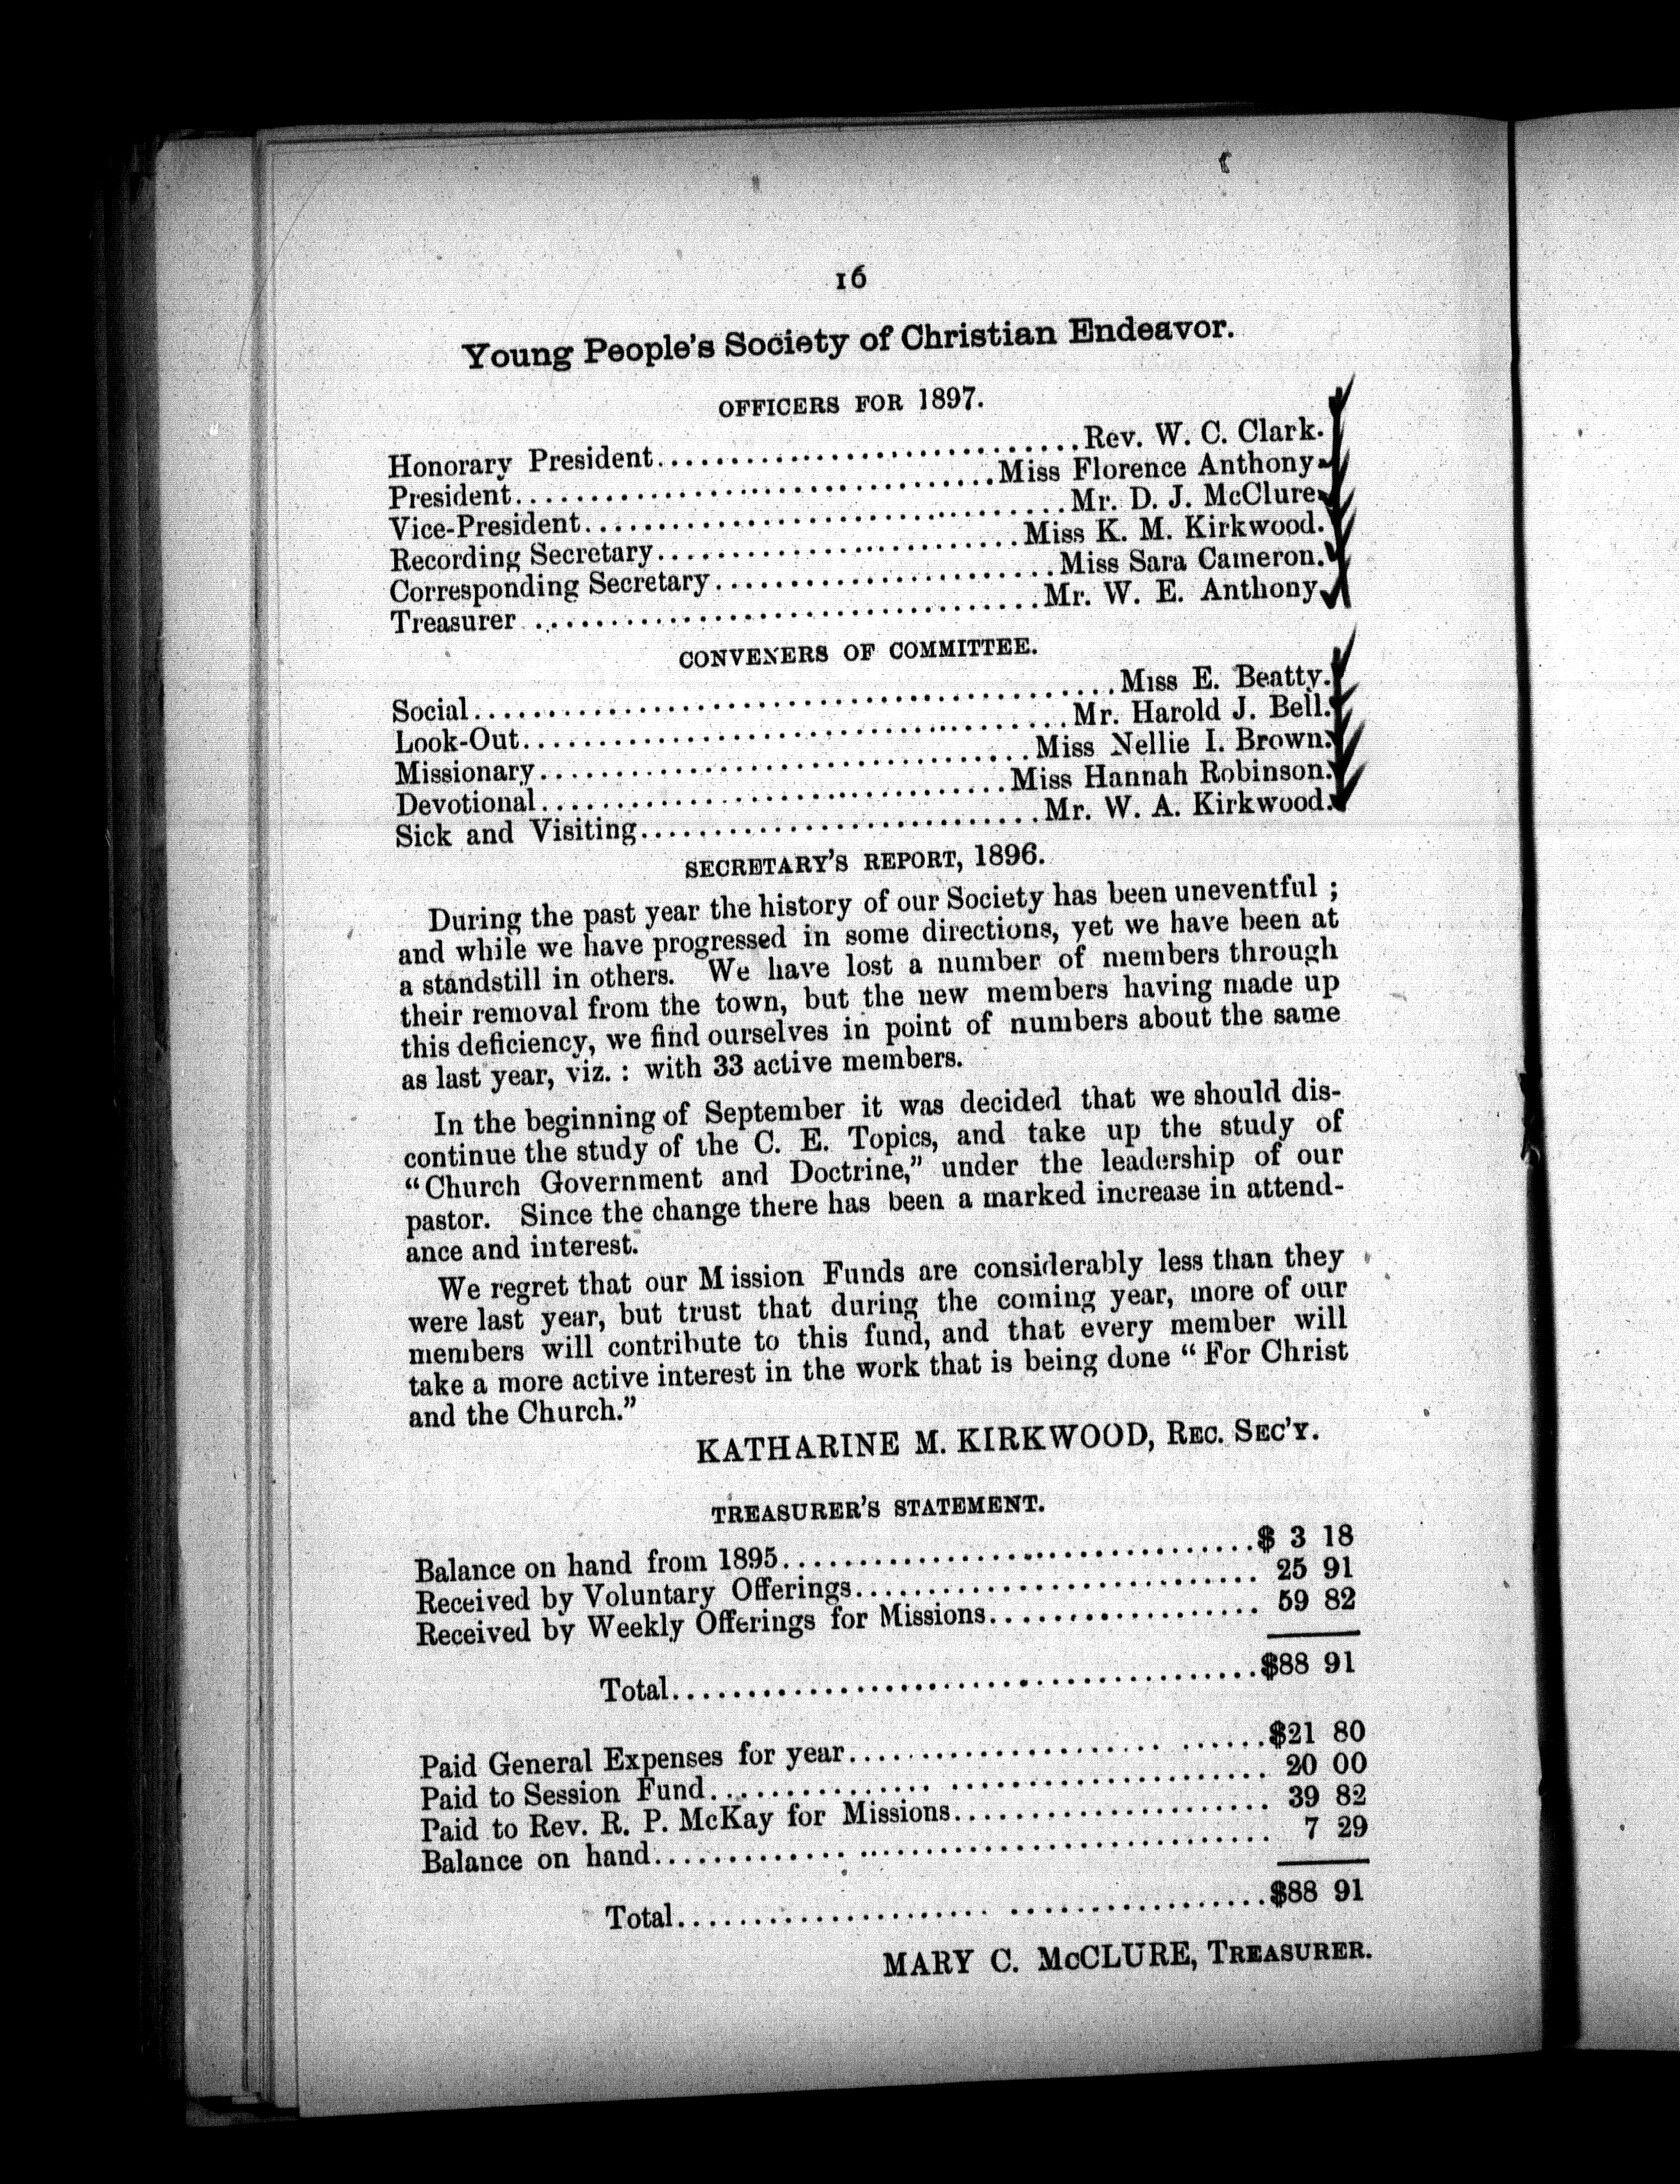 16
Young People's Society of Christian Endeavor.
OFFICERS FOR 1897.
Honorary President..............................Rev. W. C. Clark.
President................................Miss Florence Anthony
Vice-President................................Mr. D. J. McClure
Recording Secretary........................Miss K. M. Kirkwood.
Corresponding Secretary......................Miss Sara Cameron.
Treasurer ..................................Mr. W. E. Anthony
CONVENERS OF COMMITTEE.
Social...........................................Miss E. Beatty.
Look-Out....................................Mr. Harold J. Bell.
Missionary................................Miss Nellie I. Brown.
Devotional...............................Miss Hannah Robinson.
Sick and Visiting...........................Mr. W. A. Kirkwood.
SECRETARY'S REPORT, 1896.
During the past year the history of our Society has been uneventful ;
and while we have progressed in some directions, yet we have been at
a standstill in others. We have lost a number of members through
their removal from the town, but the new members having made up
this deficiency, we find ourselves in point of numbers about the same
as last year, viz. : with 33 active members.
In the beginning of September it was decided that we should dis-
continue the study of the C. E. Topics, and take up the study of
“Church Government and Doctrine,” under the leadership of our
pastor. Since the change there has been a marked increase in attend-
ance and interest.
We regret that our Mission Funds are considerably less than they
were last year, but trust that during the coming year, more of our
members will contribute to this fund, and that every member will
take a more active interest in the work that is being done “ For Christ
and the Church.”
KATHARINE M. KIRKWOOD, REC. SEC'Y.
TREASURER'S STATEMENT.
Balance on hand from 1895................................$ 3 18
Received by Voluntary Offerings........................... 25 91
Received by Weekly Offerings for Missions.................. 59 82
Total.......................................$88 91
Paid General Expenses for year..................... ......$21 80
Paid to Session Fund............... ..................... 20 00
Paid to Rev. R. P. McKay for Missions..................... 39 82
Balance on hand............. ........................... 7 29
Total..................... .................$88 91
MARY C. McCLURE, TREASURER.